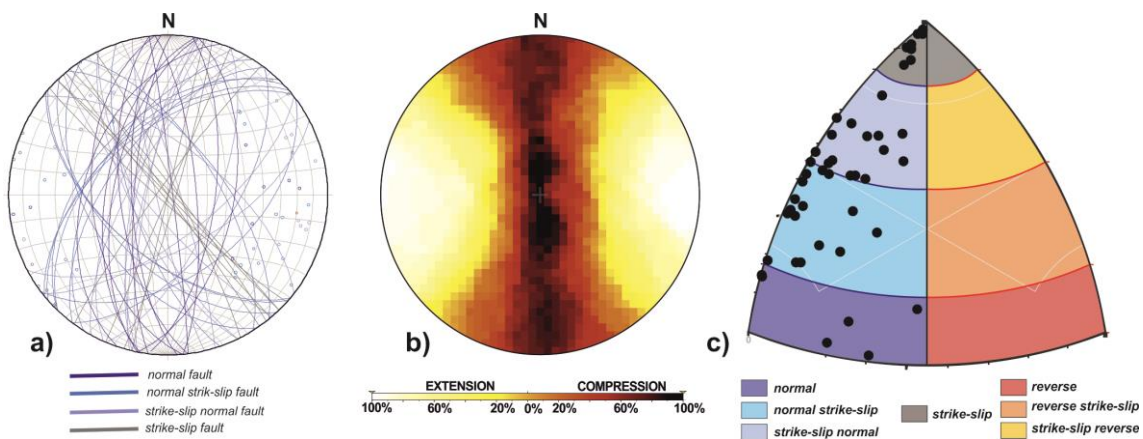 N
a)
normal fault
normal strik-slip fault
strike-slip normal fault
strike-slip fault
N
b)
EXTENSION COMPRESSION
100% 60% 20% 0% 20% 60% 100%
c)
normal
normal strike-slip
strike-slip normal
strike-slip
reverse
reverse strike-slip
strike-slip reverse